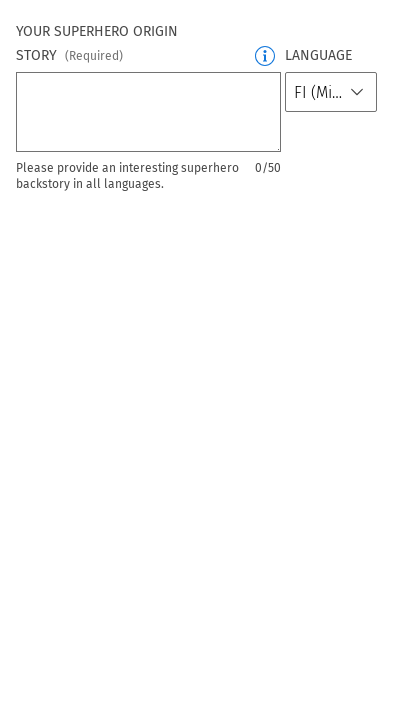 YOUR SUPERHERO ORIGIN
STORY (Required)
LANGUAGE
FI (Mi...
Please provide an interesting superhero 0/50
backstory in all languages.